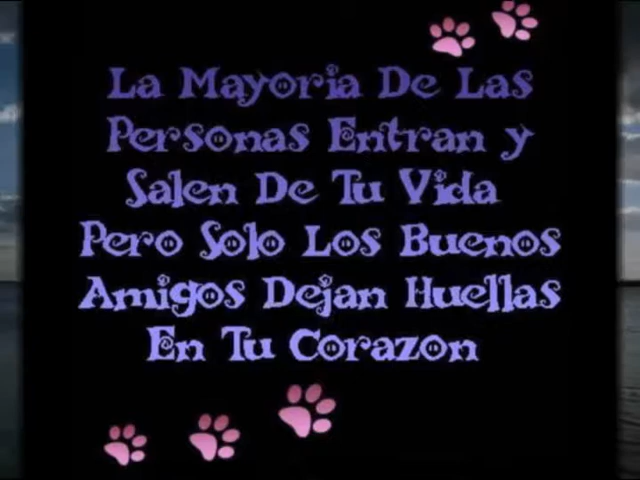 La Mayoria De Las
Personas Entran y
Salen De Tu Vida
Pero Solo Los Buenos
Amigos Dejan Huellas
En Tu Corazon